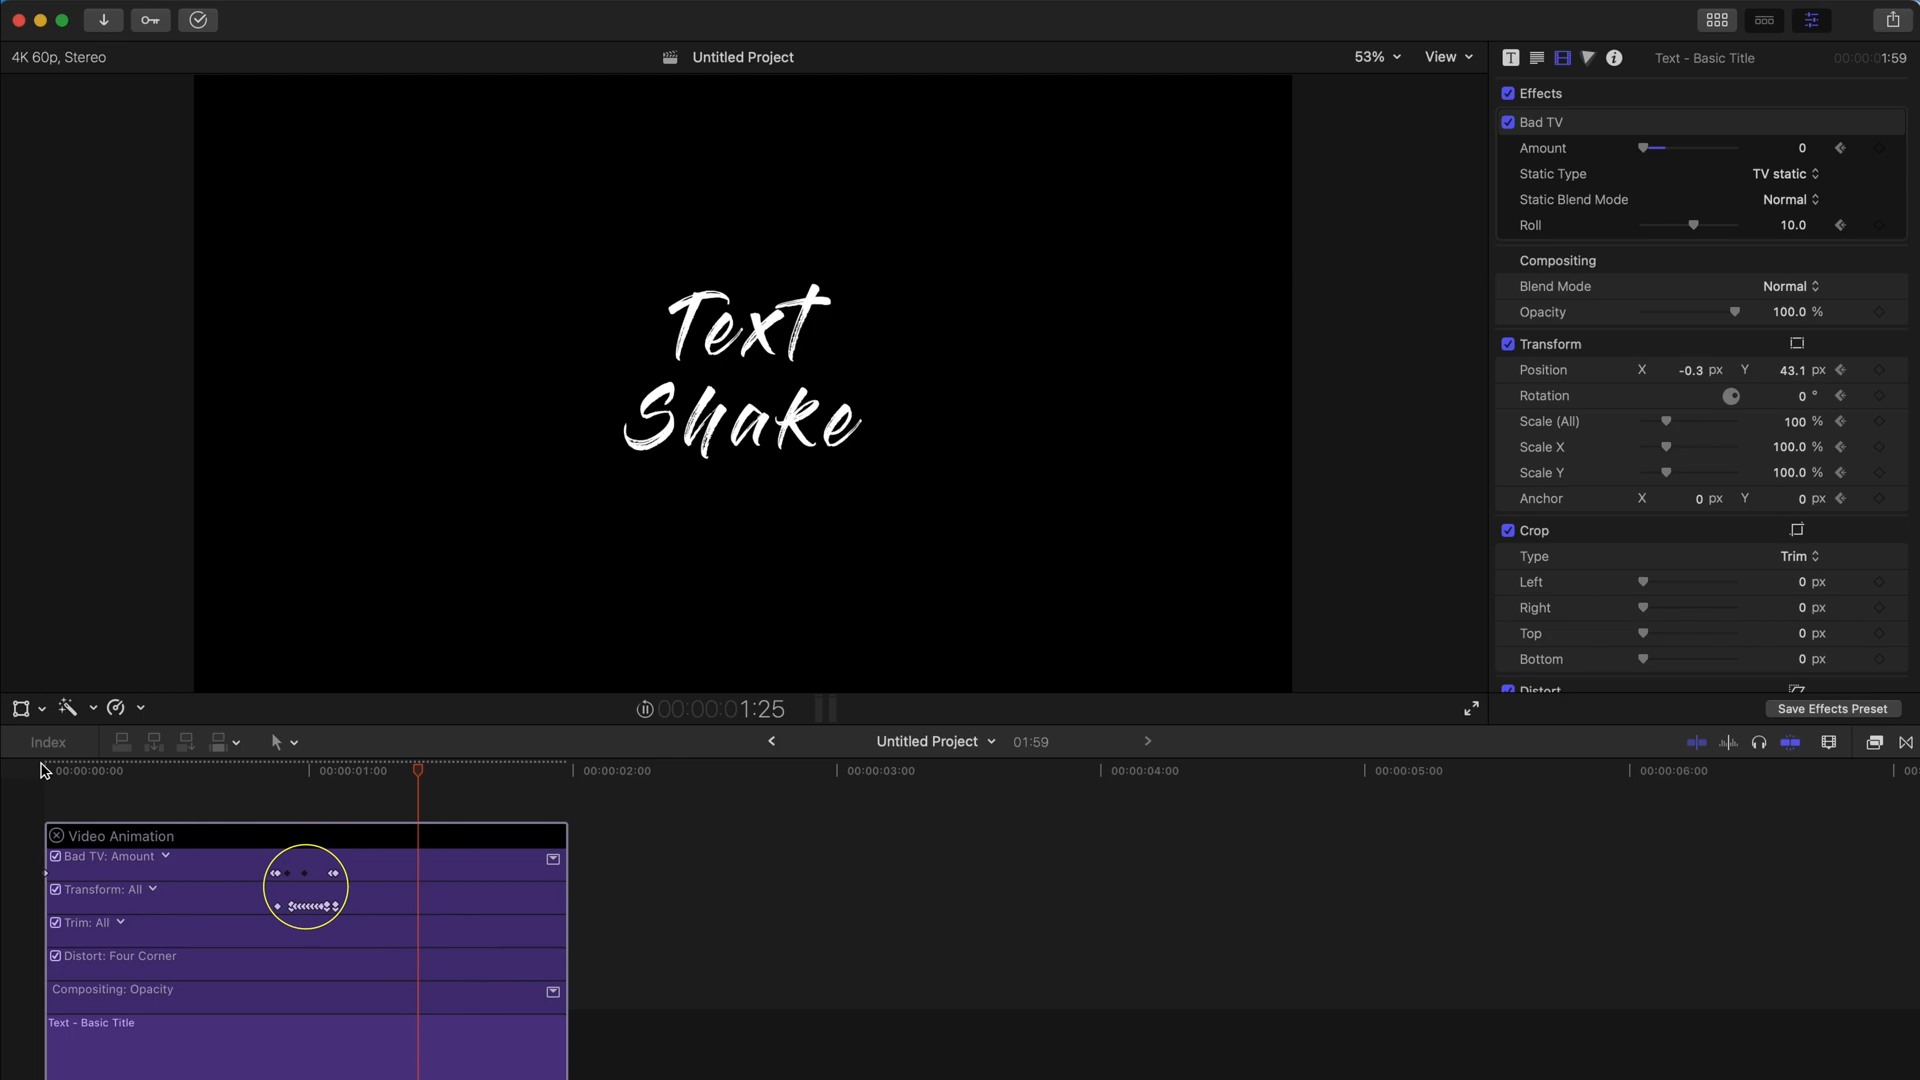 4K 60p, Stereo
Untitled Project
53%
View
T
Text - Basic Title
00:00:01:59
Effects
Bad TV
Amount
0
Static Type
TV static
Static Blend Mode
Normal
Roll
10.0
Compositing
Blend Mode
Normal
Opacity
100.0 %
Transform
Position
X
-0.3 px
Y
43.1 px
Rotation
0 °
Scale (All)
100 %
Scale X
100.0 %
Scale Y
100.0 %
Anchor
X
0 px
Y
0 px
Crop
Type
Trim
Left
0 px
Right
0 px
Top
0 px
Bottom
0 px
Distort
Save Effects Preset
Text
Shake
00:00:01:25
Index
Untitled Project
01:59
00:00:00:00
00:00:01:00
00:00:02:00
00:00:03:00
00:00:04:00
00:00:05:00
00:00:06:00
00
Video Animation
Bad TV: Amount
Transform: All
Trim: All
Distort: Four Corner
Compositing: Opacity
Text - Basic Title